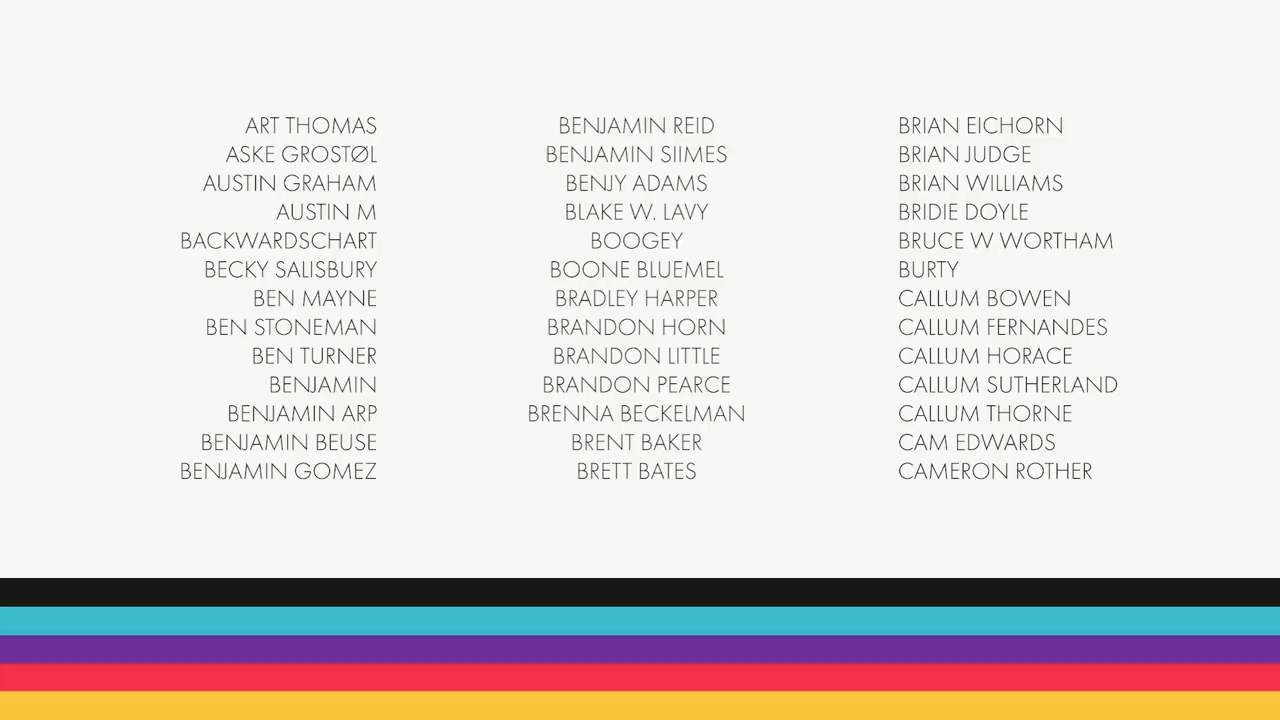 ART THOMAS
ASKE GROSTØL
AUSTIN GRAHAM
AUSTIN M
BACKWARDSCHART
BECKY SALISBURY
BEN MAYNE
BEN STONEMAN
BEN TURNER
BENJAMIN
BENJAMIN ARP
BENJAMIN BEUSE
BENJAMIN GOMEZ
BENJAMIN REID
BENJAMIN SIIMES
BENJY ADAMS
BLAKE W. LAVY
BOOGEY
BOONE BLUEMEL
BRADLEY HARPER
BRANDON HORN
BRANDON LITTLE
BRANDON PEARCE
BRENNA BECKELMAN
BRENT BAKER
BRETT BATES
BRIAN EICHORN
BRIAN JUDGE
BRIAN WILLIAMS
BRIDIE DOYLE
BRUCE W WORTHAM
BURTY
CALLUM BOWEN
CALLUM FERNANDES
CALLUM HORACE
CALLUM SUTHERLAND
CALLUM THORNE
CAM EDWARDS
CAMERON ROTHER